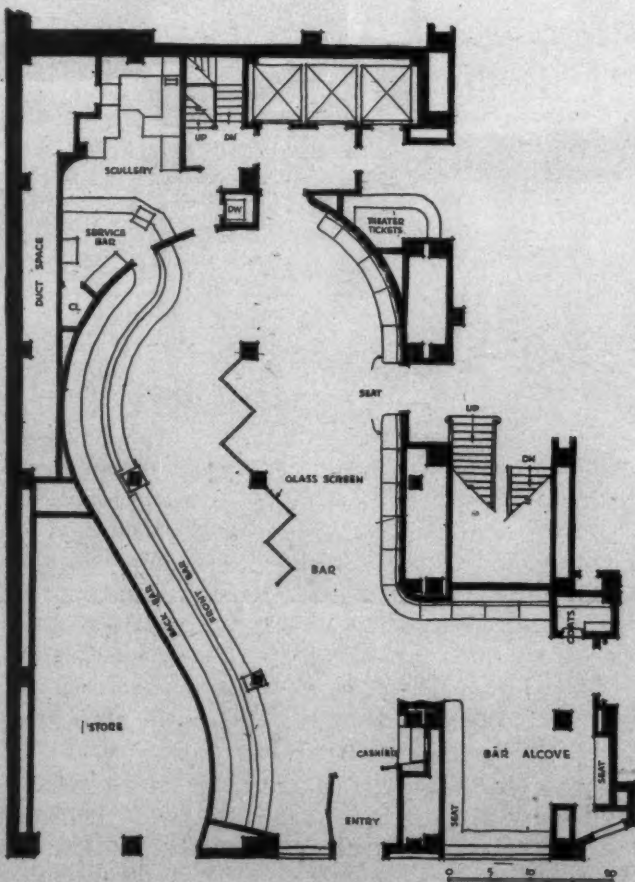 UP
DN
SCULLERY
DW
THEATER
TICKETS
SERVICE
BAR
DUCT SPACE
CL
SEAT
UP
DN
GLASS SCREEN
BAR
FRONT BAR
BACK BAR
COATS
STORE
CASHIER
BAR ALCOVE
SEAT
SEAT
ENTRY
0 5 10 20